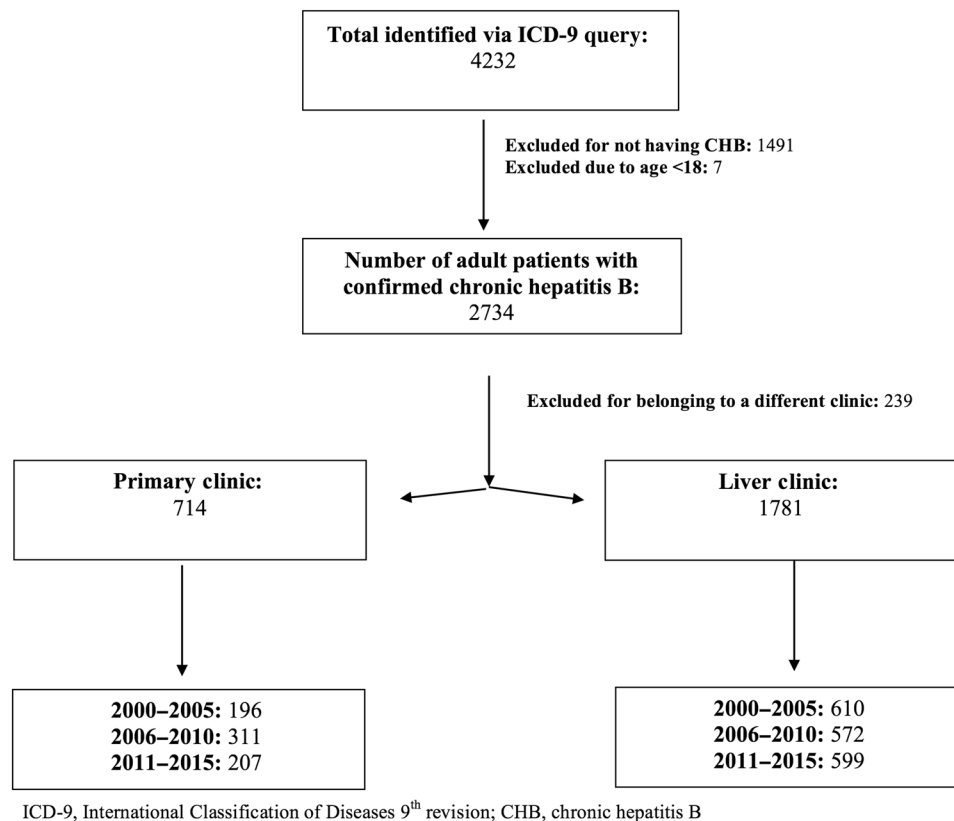 Total identified via ICD-9 query:
4232
Excluded for not having CHB: 1491
Excluded due to age <18: 7
Number of adult patients with
confirmed chronic hepatitis B:
2734
Excluded for belonging to a different clinic: 239
Primary clinic:
714
Liver clinic:
1781
2000–2005: 196
2006–2010: 311
2011–2015: 207
2000–2005: 610
2006–2010: 572
2011–2015: 599
ICD-9, International Classification of Diseases 9th revision; CHB, chronic hepatitis B